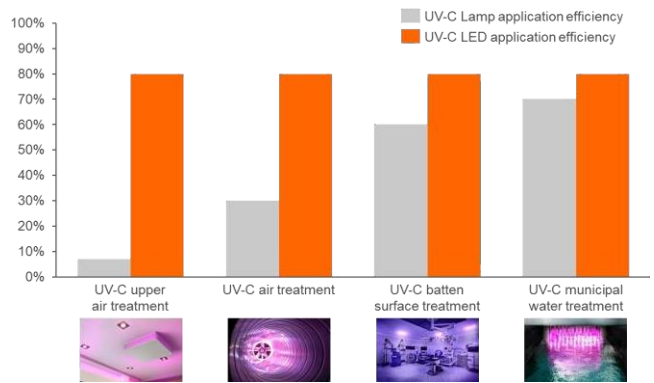 100%
90%
80%
70%
60%
50%
40%
30%
20%
10%
0%
UV-C Lamp application efficiency
UV-C LED application efficiency
UV-C upper
air treatment
UV-C air treatment
UV-C batten
surface treatment
UV-C municipal
water treatment